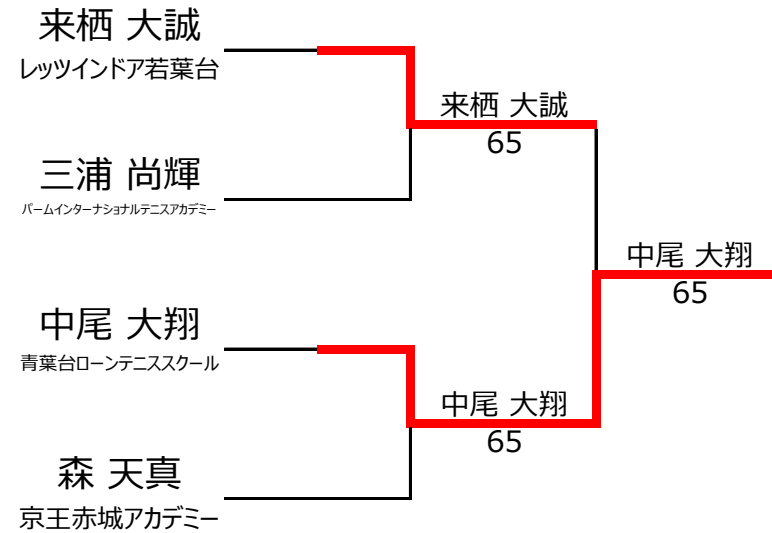 来栖 大誠
レッツインドア若葉台
来栖 大誠
65
三浦 尚輝
パームインターナショナルテニスアカデミー
中尾 大翔
65
中尾 大翔
青葉台ローンテニススクール
中尾 大翔
65
森 天真
京王赤城アカデミー